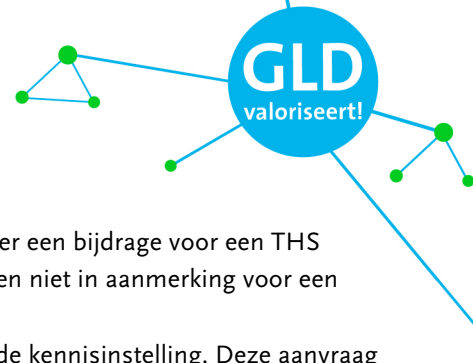 GLD
valoriseert!
er een bijdrage voor een THS
en niet in aanmerking voor een
de kennisinstelling. Deze aanvraag